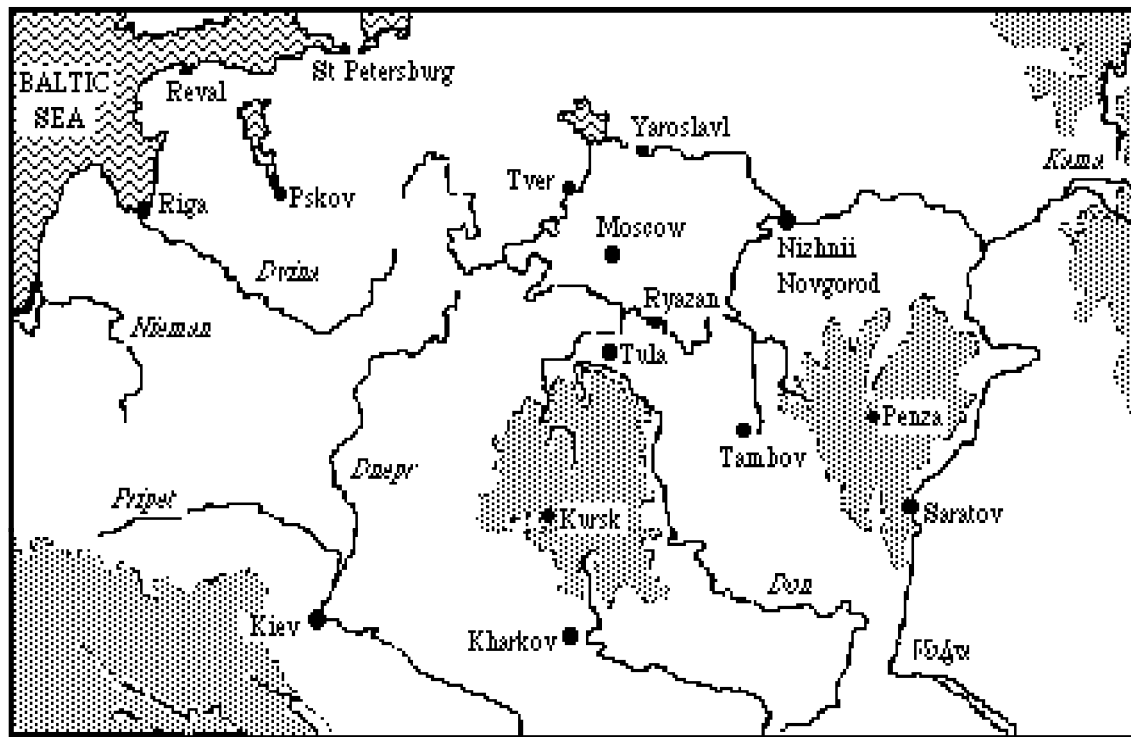 St Petersburg
BALTIC
SEA
Reval
Yaroslavl
Kama
Tver
Pskov
Riga
Moscow
Nizhnii
Novgorod
Dvina
Ryazan
Nieman
Tula
Penza
Tambov
Dnepr
Pripet
Kursk
Saratov
Don
Kiev
Kharkov
Volga